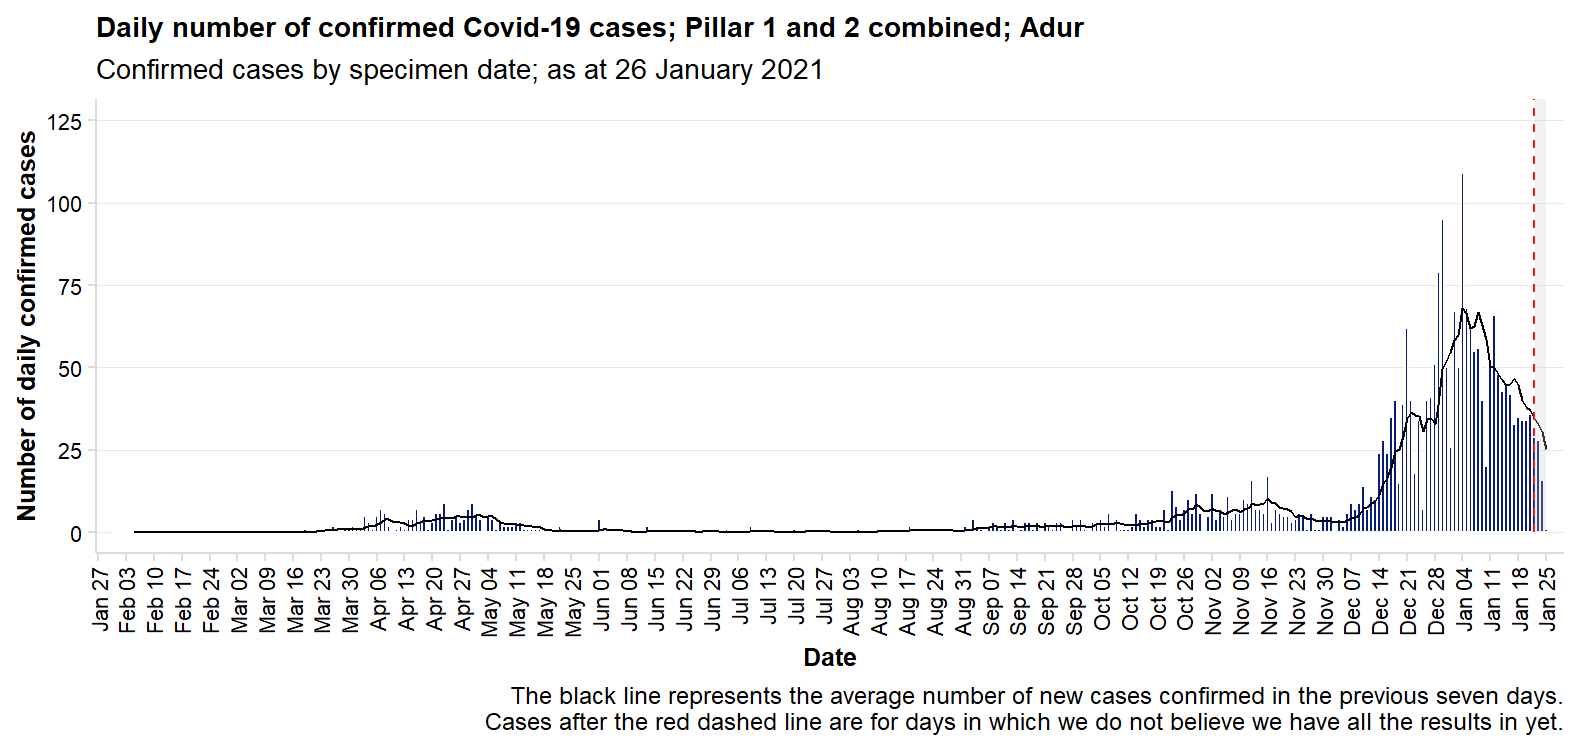 Daily number of confirmed Covid-19 cases; Pillar 1 and 2 combined; Adur
Confirmed cases by specimen date; as at 26 January 2021
Number of daily confirmed cases
125
100
75
50
25
0
Jan 27
Feb 03
Feb 10
Feb 17
Feb 24
Mar 02
Mar 09
Mar 16
Mar 23
Mar 30
Apr 06
Apr 13
Apr 20
Apr 27
May 04
May 11
May 18
May 25
Jun 01
Jun 08
Jun 15
Jun 22
Jun 29
Jul 06
Jul 13
Jul 20
Jul 27
Aug 03
Aug 10
Aug 17
Aug 24
Aug 31
Sep 07
Sep 14
Sep 21
Sep 28
Oct 05
Oct 12
Oct 19
Oct 26
Nov 02
Nov 09
Nov 16
Nov 23
Nov 30
Dec 07
Dec 14
Dec 21
Dec 28
Jan 04
Jan 11
Jan 18
Jan 25
Date
The black line represents the average number of new cases confirmed in the previous seven days.
Cases after the red dashed line are for days in which we do not believe we have all the results in yet.